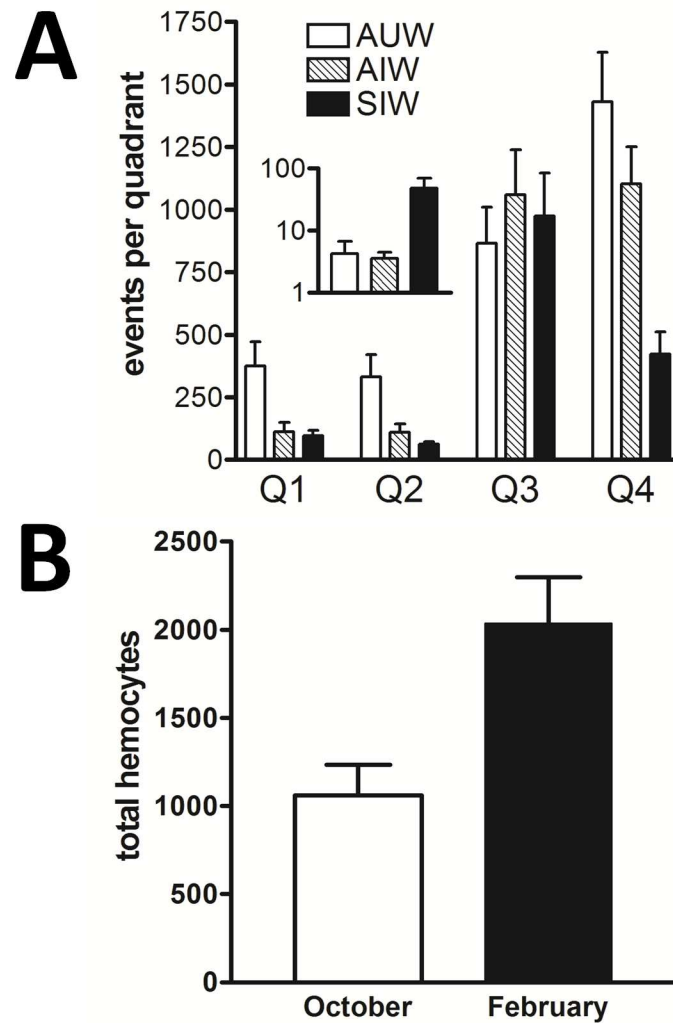 A
events per quadrant
1750
1500
1250
1000
750
500
250
0
AUW
AIW
SIW
100
10
1
Q1 Q2 Q3 Q4
B
total hemocytes
2500
2000
1500
1000
500
0
October February